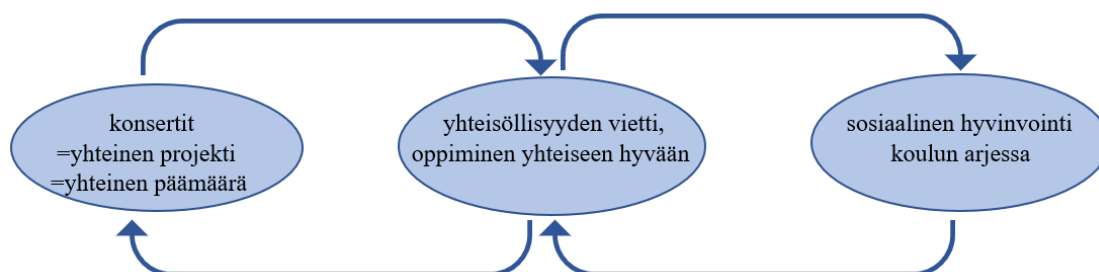 konsertit
=yhteinen projekti
=yhteinen päämäärä
yhteisöllisyyden vietti,
oppiminen yhteiseen hyvään
sosiaalinen hyvinvointi
koulun arjessa